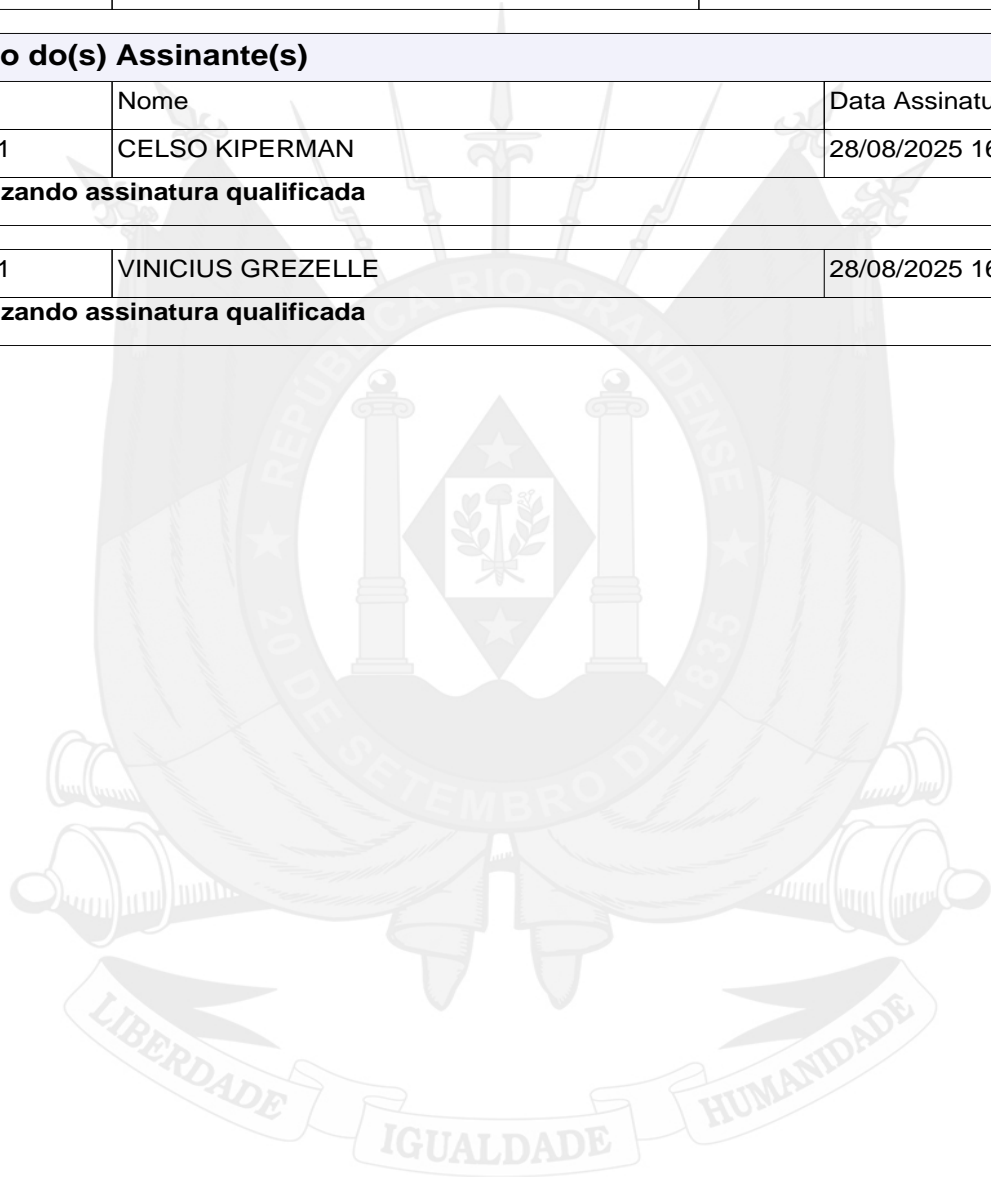 o do(s) Assinante(s)
Nome Data Assinatu
1 CELSO KIPERMAN 28/08/2025 16
zando assinatura qualificada
1 VINICIUS GREZELLE 28/08/2025 16
zando assinatura qualificada
REPÚBLICA RIO-GRANDENSE
20 DE SETEMBRO DE 1835
LIBERDADE IGUALDADE HUMANIDADE